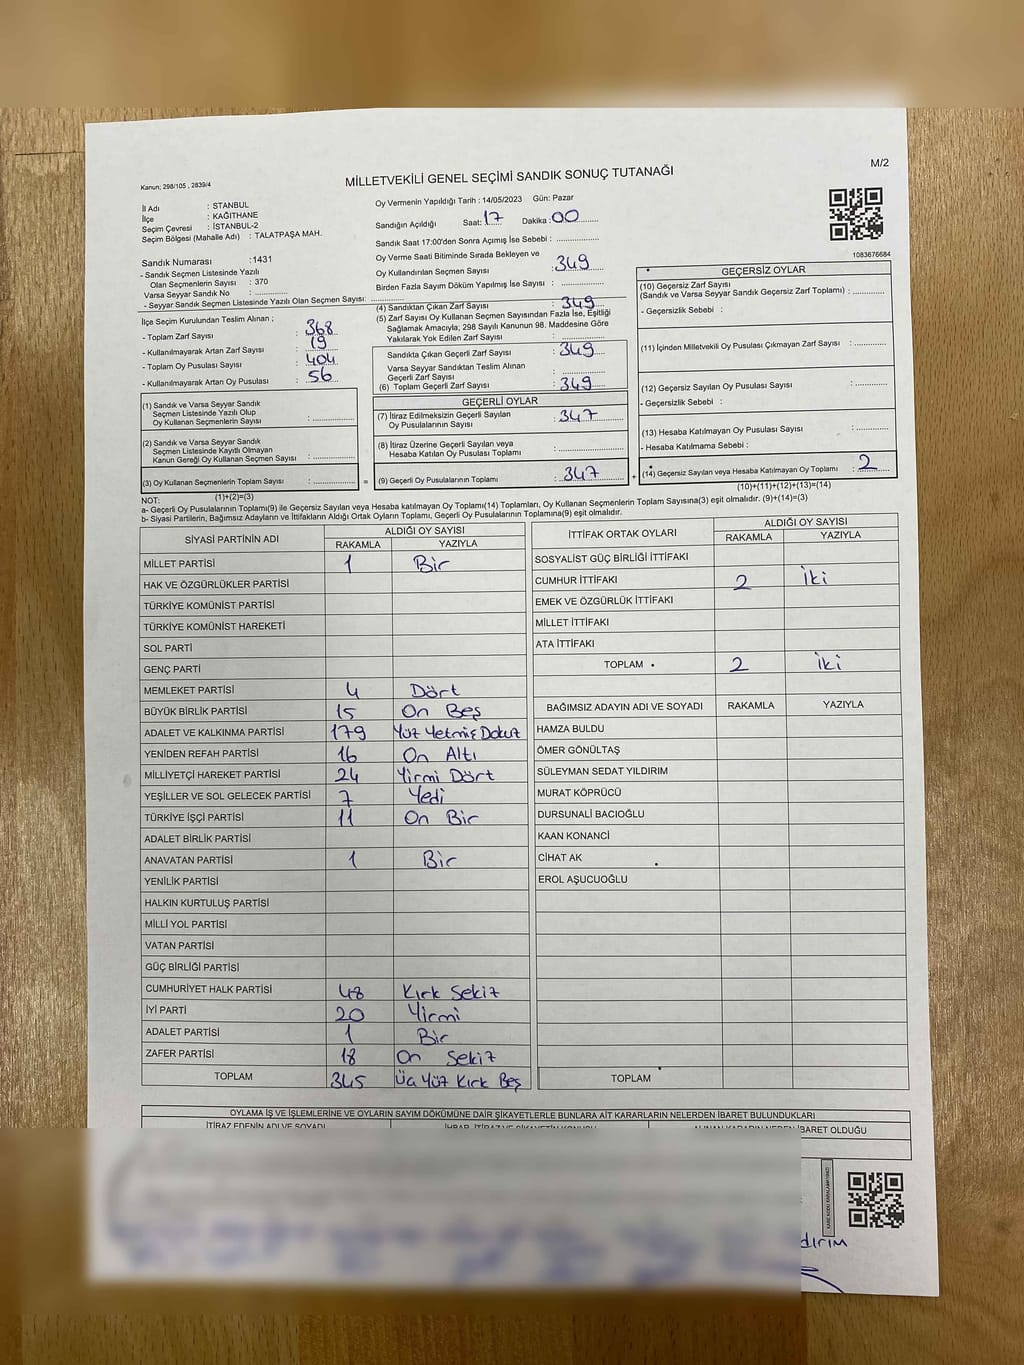 M/2
Kanun; 298/105 , 2839/4
MİLLETVEKİLİ GENEL SEÇİMİ SANDIK SONUÇ TUTANAĞI
İl Adı : STANBUL
İlçe : KAĞITHANE
Seçim Çevresi : İSTANBUL-2
Seçim Bölgesi (Mahalle Adı) : TALATPAŞA MAH.
Sandık Numarası :1431
- Sandık Seçmen Listesinde Yazılı
Olan Seçmenlerin Sayısı : 370
Varsa Seyyar Sandık No :
- Seyyar Sandık Seçmen Listesinde Yazılı Olan Seçmen Sayısı:
İlçe Seçim Kurulundan Teslim Alınan ;
- Toplam Zarf Sayısı : 368
- Kullanılmayarak Artan Zarf Sayısı : 19
- Toplam Oy Pusulası Sayısı : 404
- Kullanılmayarak Artan Oy Pusulası : 56
(1) Sandık ve Varsa Seyyar Sandık
Seçmen Listesinde Yazılı Olup
Oy Kullanan Seçmenlerin Sayısı :
(2) Sandık ve Varsa Seyyar Sandık
Seçmen Listesinde Kayıtlı Olmayan
Kanun Gereği Oy Kullanan Seçmen Sayısı :
(3) Oy Kullanan Seçmenlerin Toplam Sayısı :
(1)+(2)=(3)
Oy Vermenin Yapıldığı Tarih : 14/05/2023 Gün: Pazar
Sandığın Açıldığı Saat: 17 Dakika : 00
Sandık Saat 17:00'den Sonra Açımış İse Sebebi :
Oy Verme Saati Bitiminde Sırada Bekleyen ve
Oy Kullandırılan Seçmen Sayısı : 349
Birden Fazla Sayım Döküm Yapılmış İse Sayısı :
(4) Sandıktan Çıkan Zarf Sayısı : 349
(5) Zarf Sayısı Oy Kullanan Seçmen Sayısından Fazla İse, Eşitliği
Sağlamak Amacıyla; 298 Sayılı Kanunun 98. Maddesine Göre
Yakılarak Yok Edilen Zarf Sayısı :
Sandıkta Çıkan Geçerli Zarf Sayısı : 349
Varsa Seyyar Sandıktan Teslim Alınan
Geçerli Zarf Sayısı :
(6) Toplam Geçerli Zarf Sayısı : 349
GEÇERLİ OYLAR
(7) İtiraz Edilmeksizin Geçerli Sayılan
Oy Pusulalarının Sayısı : 347
(8) İtiraz Üzerine Geçerli Sayılan veya
Hesaba Katılan Oy Pusulası Toplamı :
= (9) Geçerli Oy Pusulalarının Toplamı : 347 +
1083676684
GEÇERSİZ OYLAR
(10) Geçersiz Zarf Sayısı
(Sandık ve Varsa Seyyar Sandık Geçersiz Zarf Toplamı) :
- Geçersizlik Sebebi :
(11) İçinden Milletvekili Oy Pusulası Çıkmayan Zarf Sayısı :
(12) Geçersiz Sayılan Oy Pusulası Sayısı :
- Geçersizlik Sebebi :
(13) Hesaba Katılmayan Oy Pusulası Sayısı :
- Hesaba Katılmama Sebebi :
(14) Geçersiz Sayılan veya Hesaba Katılmayan Oy Toplamı : 2
(10)+(11)+(12)+(13)=(14)
NOT:
a- Geçerli Oy Pusulalarının Toplamı(9) ile Geçersiz Sayılan veya Hesaba katılmayan Oy Toplamı(14) Toplamları, Oy Kullanan Seçmenlerin Toplam Sayısına(3) eşit olmalıdır. (9)+(14)=(3)
b- Siyasi Partilerin, Bağımsız Adayların ve İttifakların Aldığı Ortak Oyların Toplamı, Geçerli Oy Pusulalarının Toplamına(9) eşit olmalıdır.
SİYASİ PARTİNİN ADI ALDIĞI OY SAYISI
RAKAMLA YAZIYLA
MİLLET PARTİSİ 1 Bir
HAK VE ÖZGÜRLÜKLER PARTİSİ
TÜRKİYE KOMÜNİST PARTİSİ
TÜRKİYE KOMÜNİST HAREKETİ
SOL PARTİ
GENÇ PARTİ
MEMLEKET PARTİSİ 4 Dört
BÜYÜK BİRLİK PARTİSİ 15 On Beş
ADALET VE KALKINMA PARTİSİ 179 Yüz Yetmiş Dokuz
YENİDEN REFAH PARTİSİ 16 On Altı
MİLLİYETÇİ HAREKET PARTİSİ 24 Yirmi Dört
YEŞİLLER VE SOL GELECEK PARTİSİ 7 Yedi
TÜRKİYE İŞÇİ PARTİSİ 11 On Bir
ADALET BİRLİK PARTİSİ
ANAVATAN PARTİSİ 1 Bir
YENİLİK PARTİSİ
HALKIN KURTULUŞ PARTİSİ
MİLLİ YOL PARTİSİ
VATAN PARTİSİ
GÜÇ BİRLİĞİ PARTİSİ
CUMHURİYET HALK PARTİSİ 48 Kırk Sekiz
İYİ PARTİ 20 Yirmi
ADALET PARTİSİ 1 Bir
ZAFER PARTİSİ 18 On Sekiz
TOPLAM 345 Üç Yüz Kırk Beş
İTTİFAK ORTAK OYLARI ALDIĞI OY SAYISI
RAKAMLA YAZIYLA
SOSYALİST GÜÇ BİRLİĞİ İTTİFAKI
CUMHUR İTTİFAKI 2 İki
EMEK VE ÖZGÜRLÜK İTTİFAKI
MİLLET İTTİFAKI
ATA İTTİFAKI
TOPLAM 2 İki
BAĞIMSIZ ADAYIN ADI VE SOYADI RAKAMLA YAZIYLA
HAMZA BULDU
ÖMER GÖNÜLTAŞ
SÜLEYMAN SEDAT YILDIRIM
MURAT KÖPRÜCÜ
DURSUNALİ BACIOĞLU
KAAN KONANCİ
CİHAT AK
EROL AŞUCUOĞLU
TOPLAM
OYLAMA İŞ VE İŞLEMLERİNE VE OYLARIN SAYIM DÖKÜMÜNE DAİR ŞİKAYETLERLE BUNLARA AİT KARARLARIN NELERDEN İBARET BULUNDUKLARI
İTİRAZ EDENİN ADI VE SOYADI İHBAR, İTİRAZ VE ŞİKAYETİN KONUSU ALINAN KARARIN NEDEN İBARET OLDUĞU
dırım